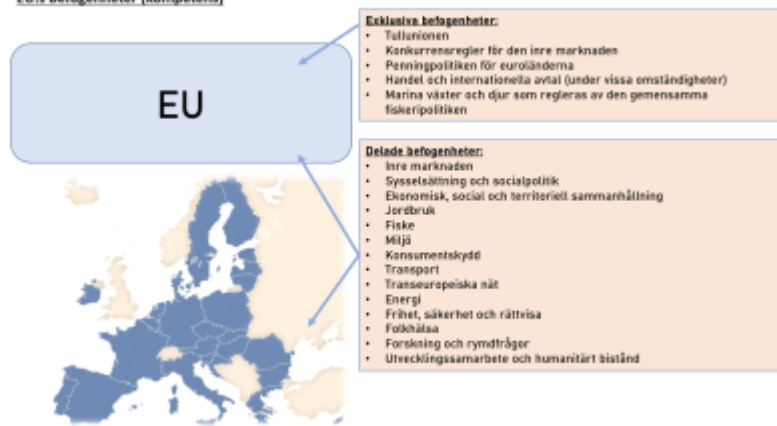 EU:s befogenheter (kompetens)
EU
Exklusiva befogenheter:
• Tullunionen
• Konkurrensregler för den inre marknaden
• Penningpolitiken för euroländerna
• Handel och internationella avtal (under vissa omständigheter)
• Marina växter och djur som regleras av den gemensamma
fiskeripolitiken
Delade befogenheter:
• Inre marknaden
• Sysselsättning och socialpolitik
• Ekonomisk, social och territoriell sammanhållning
• Jordbruk
• Fiske
• Miljö
• Konsumentskydd
• Transport
• Transeuropeiska nät
• Energi
• Frihet, säkerhet och rättvisa
• Folkhälsa
• Forskning och rymdfrågor
• Utvecklingssamarbete och humanitärt bistånd